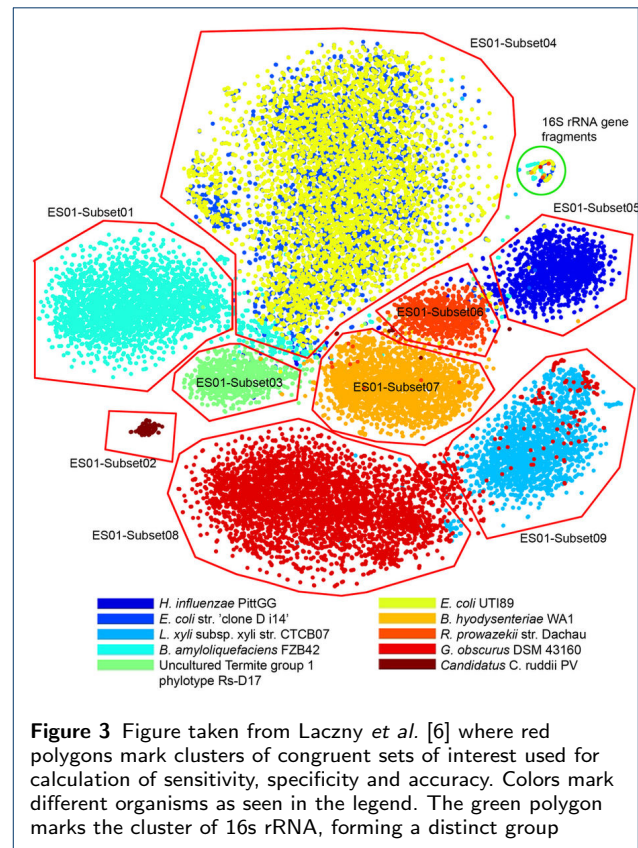 ES01-Subset04
16S rRNA gene
fragments
ES01-Subset05
ES01-Subset01
ES01-Subset06
ES01-Subset03
ES01-Subset07
ES01-Subset02
ES01-Subset08
ES01-Subset09
H. influenzae PittGG
E. coli str. 'clone D i14'
L. xyli subsp. xyli str. CTCB07
B. amyloliquefaciens FZB42
Uncultured Termite group 1
phylotype Rs-D17
E. coli UTI89
B. hyodysenteriae WA1
R. prowazekii str. Dachau
G. obscurus DSM 43160
Candidatus C. ruddii PV
Figure 3 Figure taken from Laczny et al. [6] where red
polygons mark clusters of congruent sets of interest used for
calculation of sensitivity, specificity and accuracy. Colors mark
different organisms as seen in the legend. The green polygon
marks the cluster of 16s rRNA, forming a distinct group